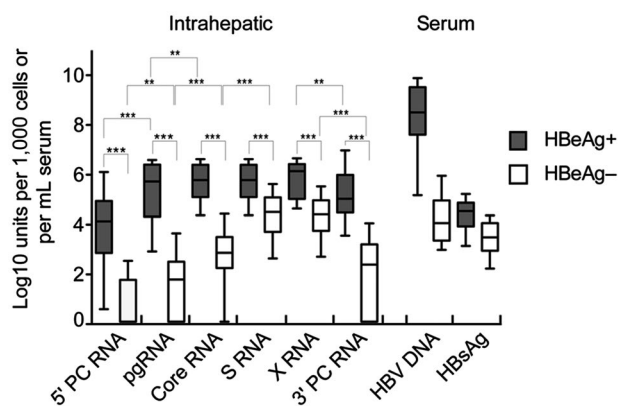 Intrahepatic Serum
Log10 units per 1,000 cells or
per mL serum
10
8
6
4
2
0
**
** *** *** **
*** ***
*** *** *** *** *** ***
HBeAg+
HBeAg–
5' PC RNA
pgRNA
Core RNA
S RNA
X RNA
3' PC RNA
HBV DNA
HBsAg